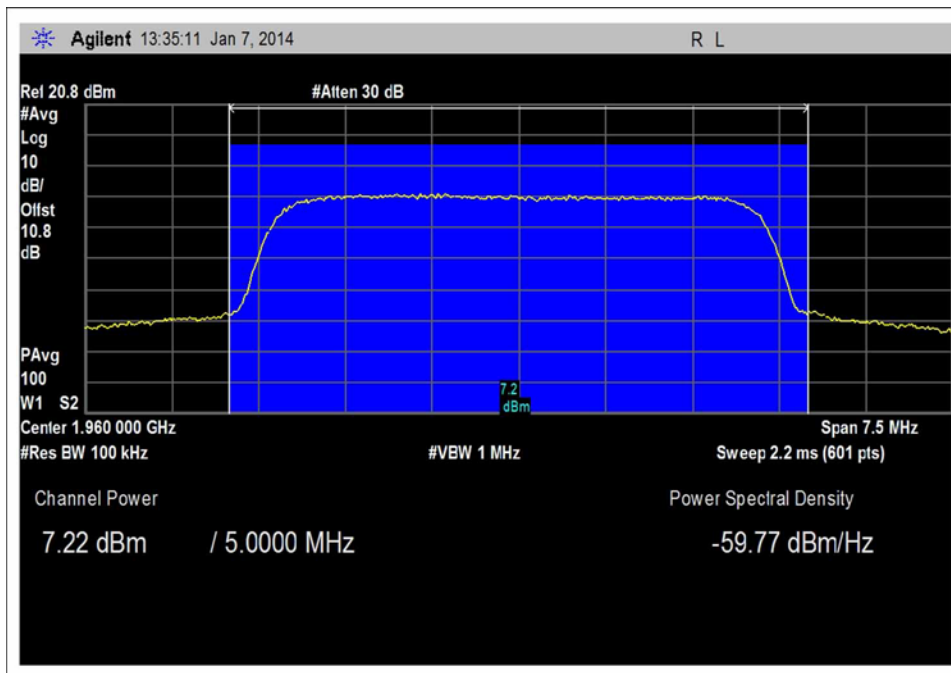 Agilent 13:35:11 Jan 7, 2014 R L
Ref 20.8 dBm #Atten 30 dB
#Avg
Log
10
dB/
Offst
10.8
dB
PAvg
100
W1 S2
7.2
dBm
Center 1.960 000 GHz Span 7.5 MHz
#Res BW 100 kHz #VBW 1 MHz Sweep 2.2 ms (601 pts)
Channel Power Power Spectral Density
7.22 dBm / 5.0000 MHz -59.77 dBm/Hz